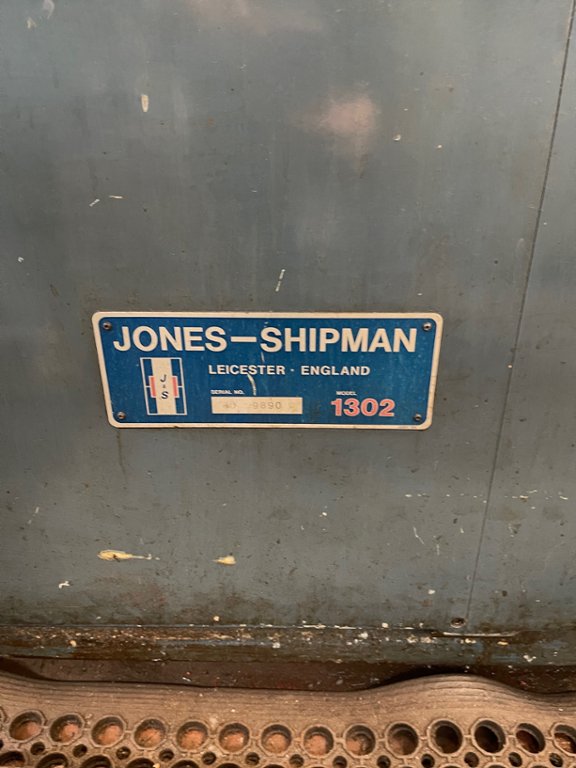 JONES–SHIPMAN
LEICESTER · ENGLAND
J
&
S
SERIAL NO.
MODEL
1302